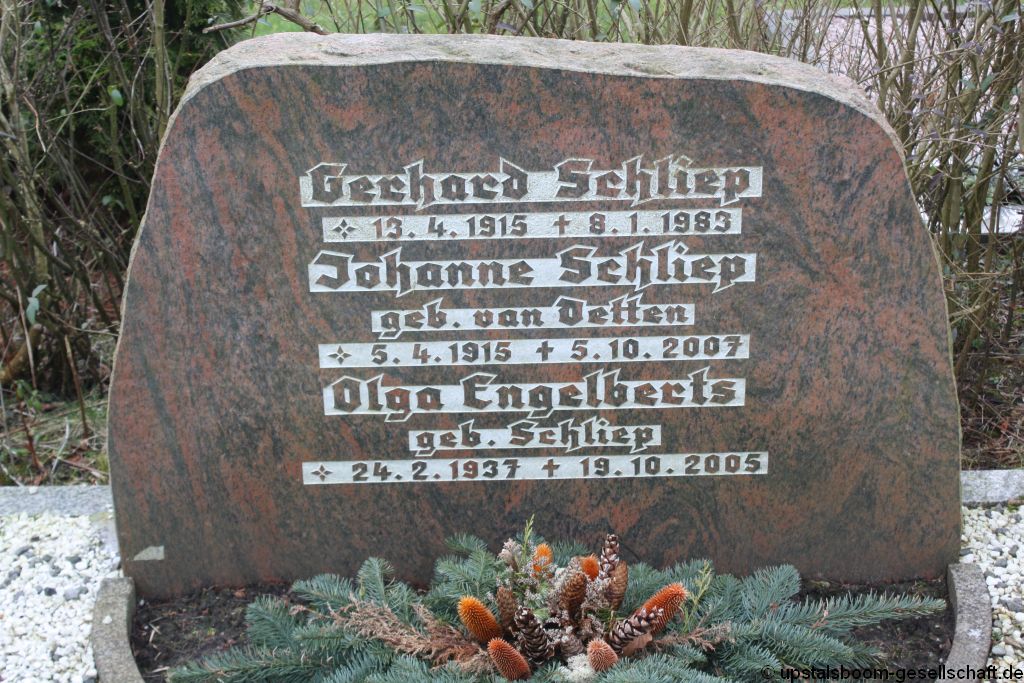 Gerhard Schliep
13. 4. 1915 + 8. 1. 1983
Johanne Schliep
geb. van Detten
5. 4. 1915 + 5. 10. 2007
Olga Engelberts
geb. Schliep
24. 2. 1937 + 19. 10. 2005
© upstalsboom-gesellschaft.de